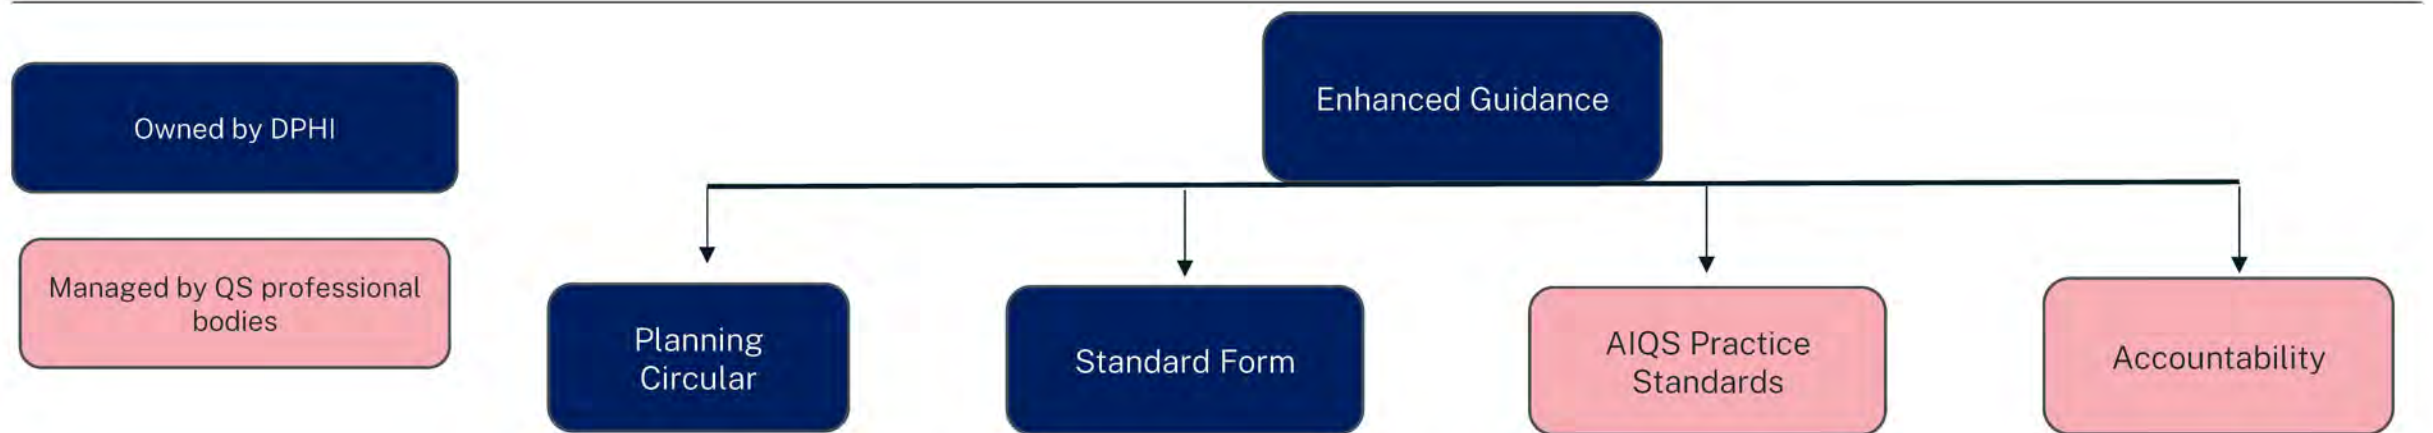 Enhanced Guidance
Owned by DPHI
Managed by QS professional
bodies
Planning
Circular
Standard Form
AIQS Practice
Standards
Accountability